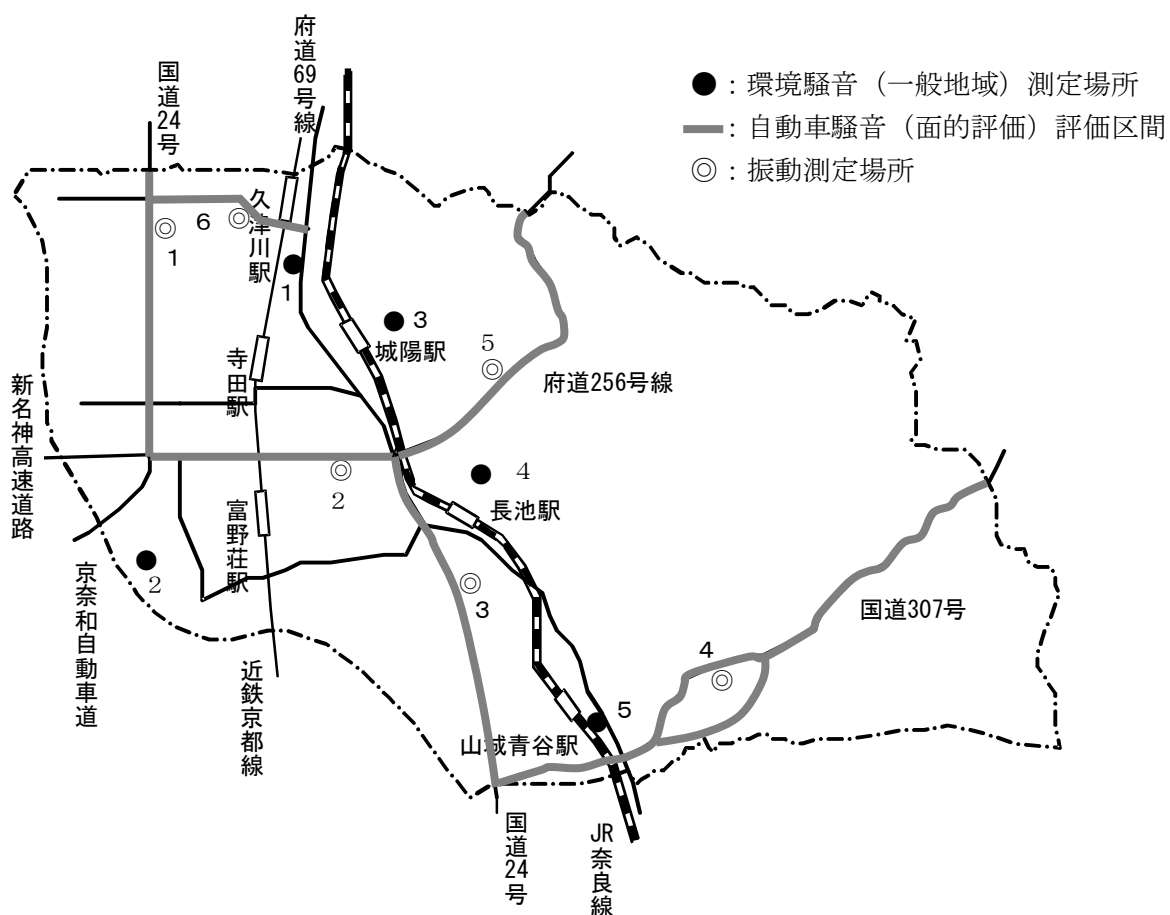 府道69号線
国道24号
●：環境騒音（一般地域）測定場所
：自動車騒音（面的評価）評価区間
◎：振動測定場所
久津川駅
6
1
1
3
城陽駅
5
府道256号線
寺田駅
新名神高速道路
2
4
長池駅
富野荘駅
2
京奈和自動車道
3
国道307号
4
近鉄京都線
5
山城青谷駅
国道24号
JR奈良線